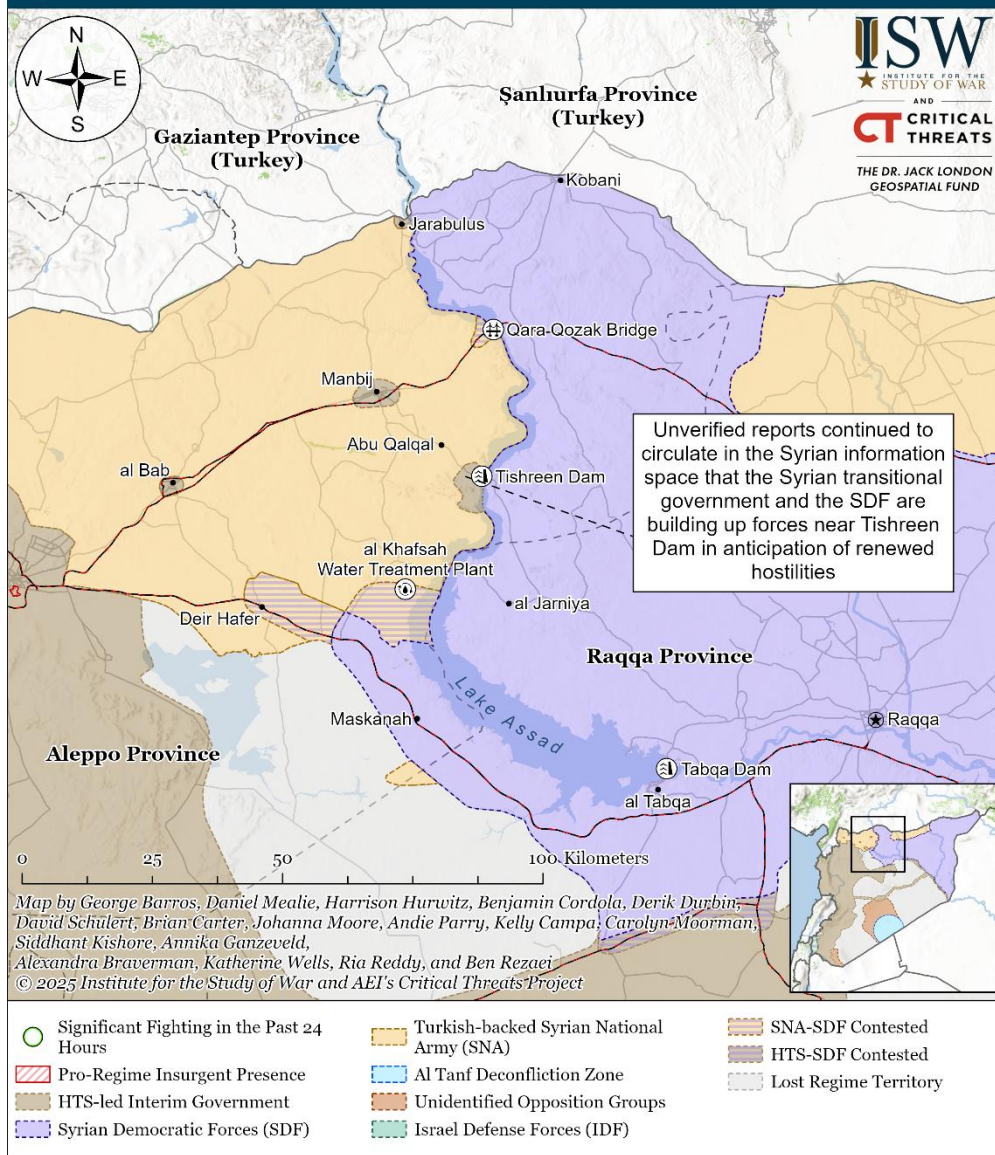 N
W
E
S
ISW
INSTITUTE FOR THE
STUDY OF WAR
AND
CT CRITICAL
THREATS
THE DR. JACK LONDON
GEOSPATIAL FUND
Şanlıurfa Province
(Turkey)
Gaziantep Province
(Turkey)
Kobani
Jarabulus
Qara-Qozak Bridge
Manbij
Abu Qalqal
al Bab
Tishreen Dam
Unverified reports continued to
circulate in the Syrian information
space that the Syrian transitional
government and the SDF are
building up forces near Tishreen
Dam in anticipation of renewed
hostilities
al Khafsah
Water Treatment Plant
Deir Hafer
al Jarniya
Raqqa Province
Lake Assad
Maskanah
Raqqa
Aleppo Province
Tabqa Dam
al Tabqa
0 25 50 100 Kilometers
Map by George Barros, Daniel Mealie, Harrison Hurwitz, Benjamin Cordola, Derik Durbin,
David Schulert, Brian Carter, Johanna Moore, Andie Parry, Kelly Campa, Carolyn Moorman,
Siddhant Kishore, Annika Ganzeveld,
Alexandra Braverman, Katherine Wells, Ria Reddy, and Ben Rezaei
© 2025 Institute for the Study of War and AEI's Critical Threats Project
Significant Fighting in the Past 24
Hours
Pro-Regime Insurgent Presence
HTS-led Interim Government
Syrian Democratic Forces (SDF)
Turkish-backed Syrian National
Army (SNA)
Al Tanf Deconfliction Zone
Unidentified Opposition Groups
Israel Defense Forces (IDF)
SNA-SDF Contested
HTS-SDF Contested
Lost Regime Territory